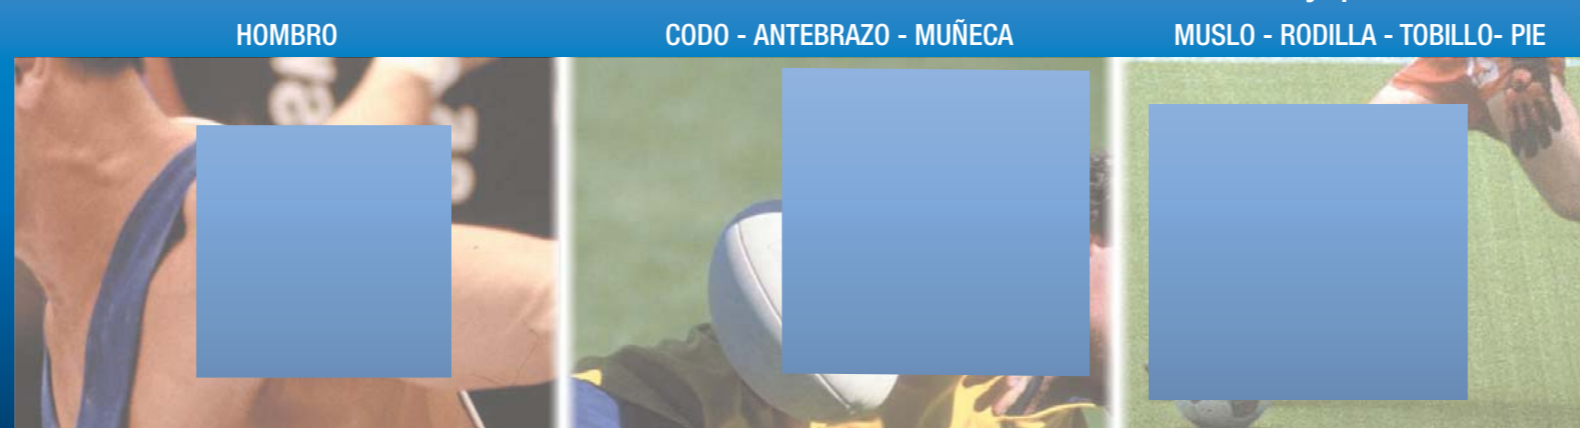 HOMBRO
CODO - ANTEBRAZO - MUÑECA
MUSLO - RODILLA - TOBILLO- PIE